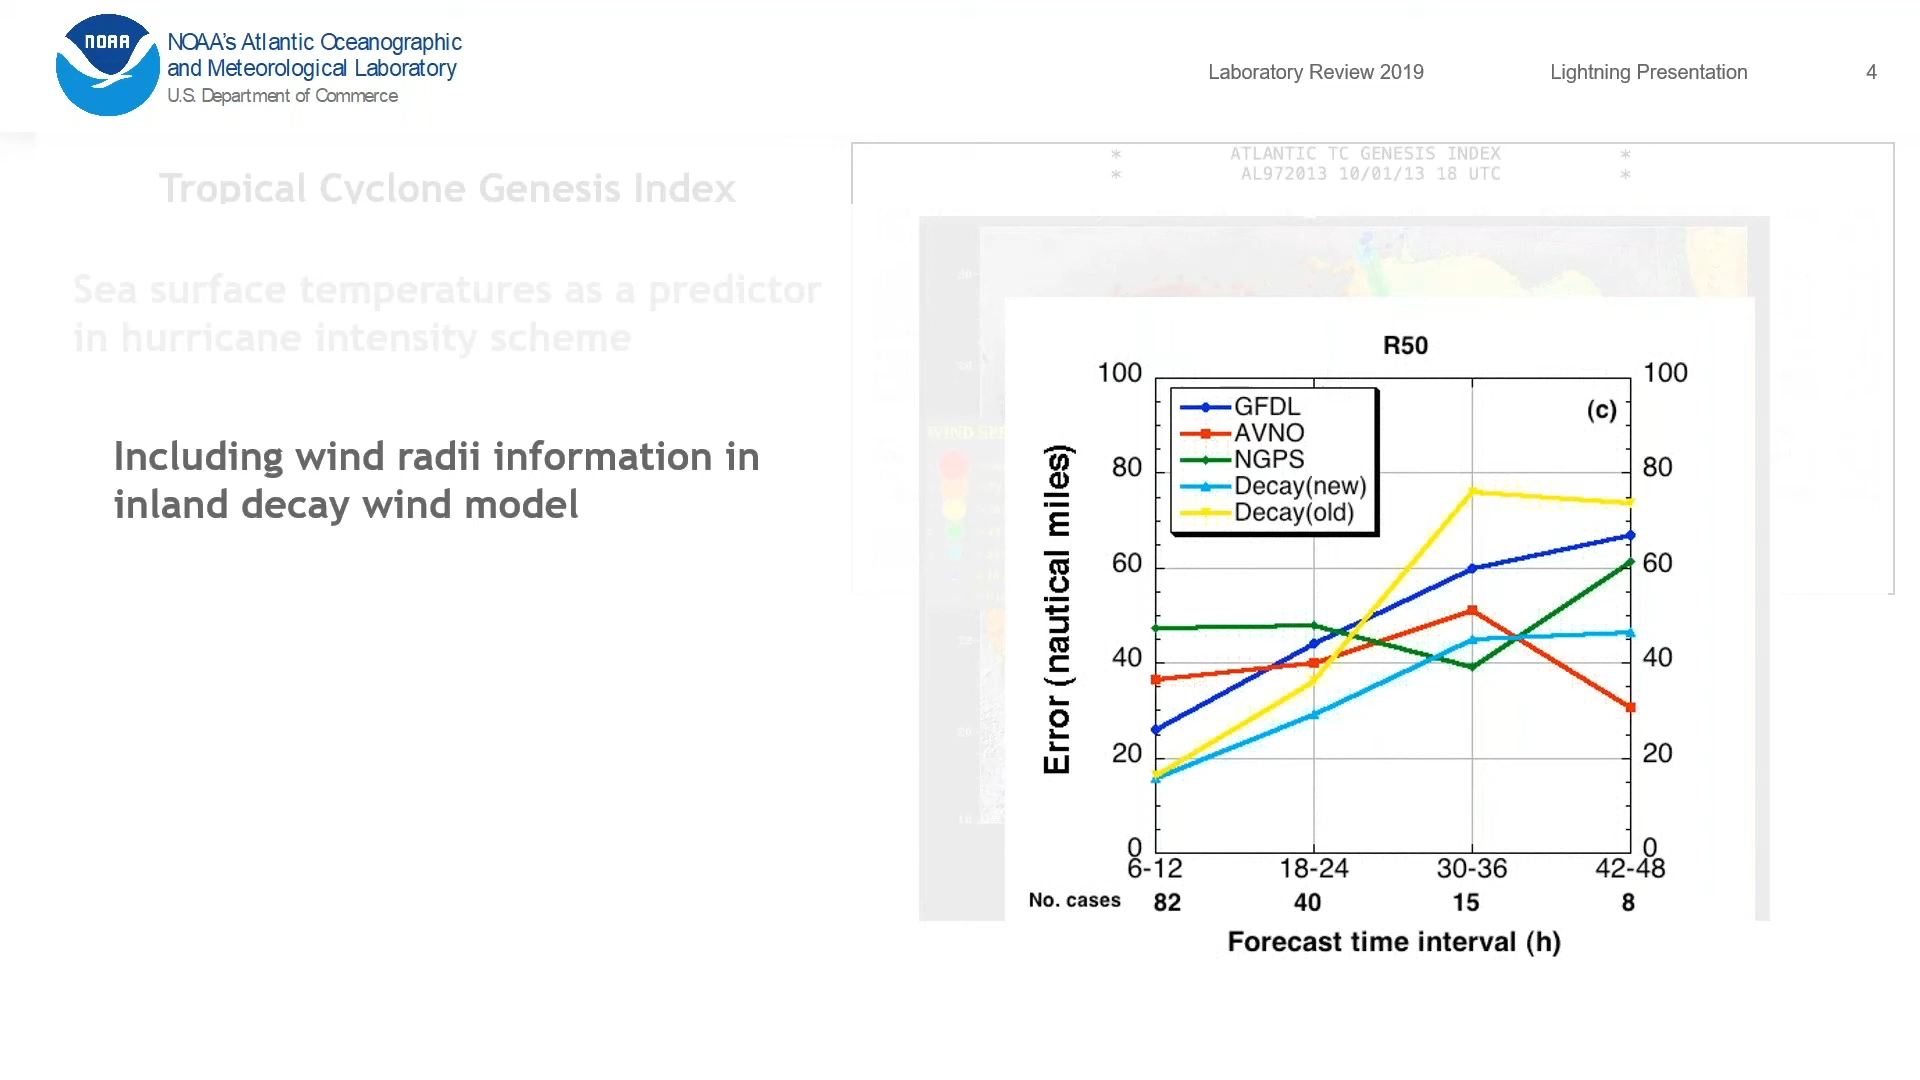 NOAA
NOAA's Atlantic Oceanographic
and Meteorological Laboratory
U.S. Department of Commerce
Laboratory Review 2019
Lightning Presentation
4
Tropical Cyclone Genesis Index
Sea surface temperatures as a predictor
in hurricane intensity scheme
Including wind radii information in
inland decay wind model
* ATLANTIC TC GENESIS INDEX *
* AL972013 10/01/13 18 UTC *
R50
(c)
GFDL
AVNO
NGPS
Decay(new)
Decay(old)
Error (nautical miles)
100 100
80 80
60 60
40 40
20 20
0 0
6-12 18-24 30-36 42-48
No. cases 82 40 15 8
Forecast time interval (h)